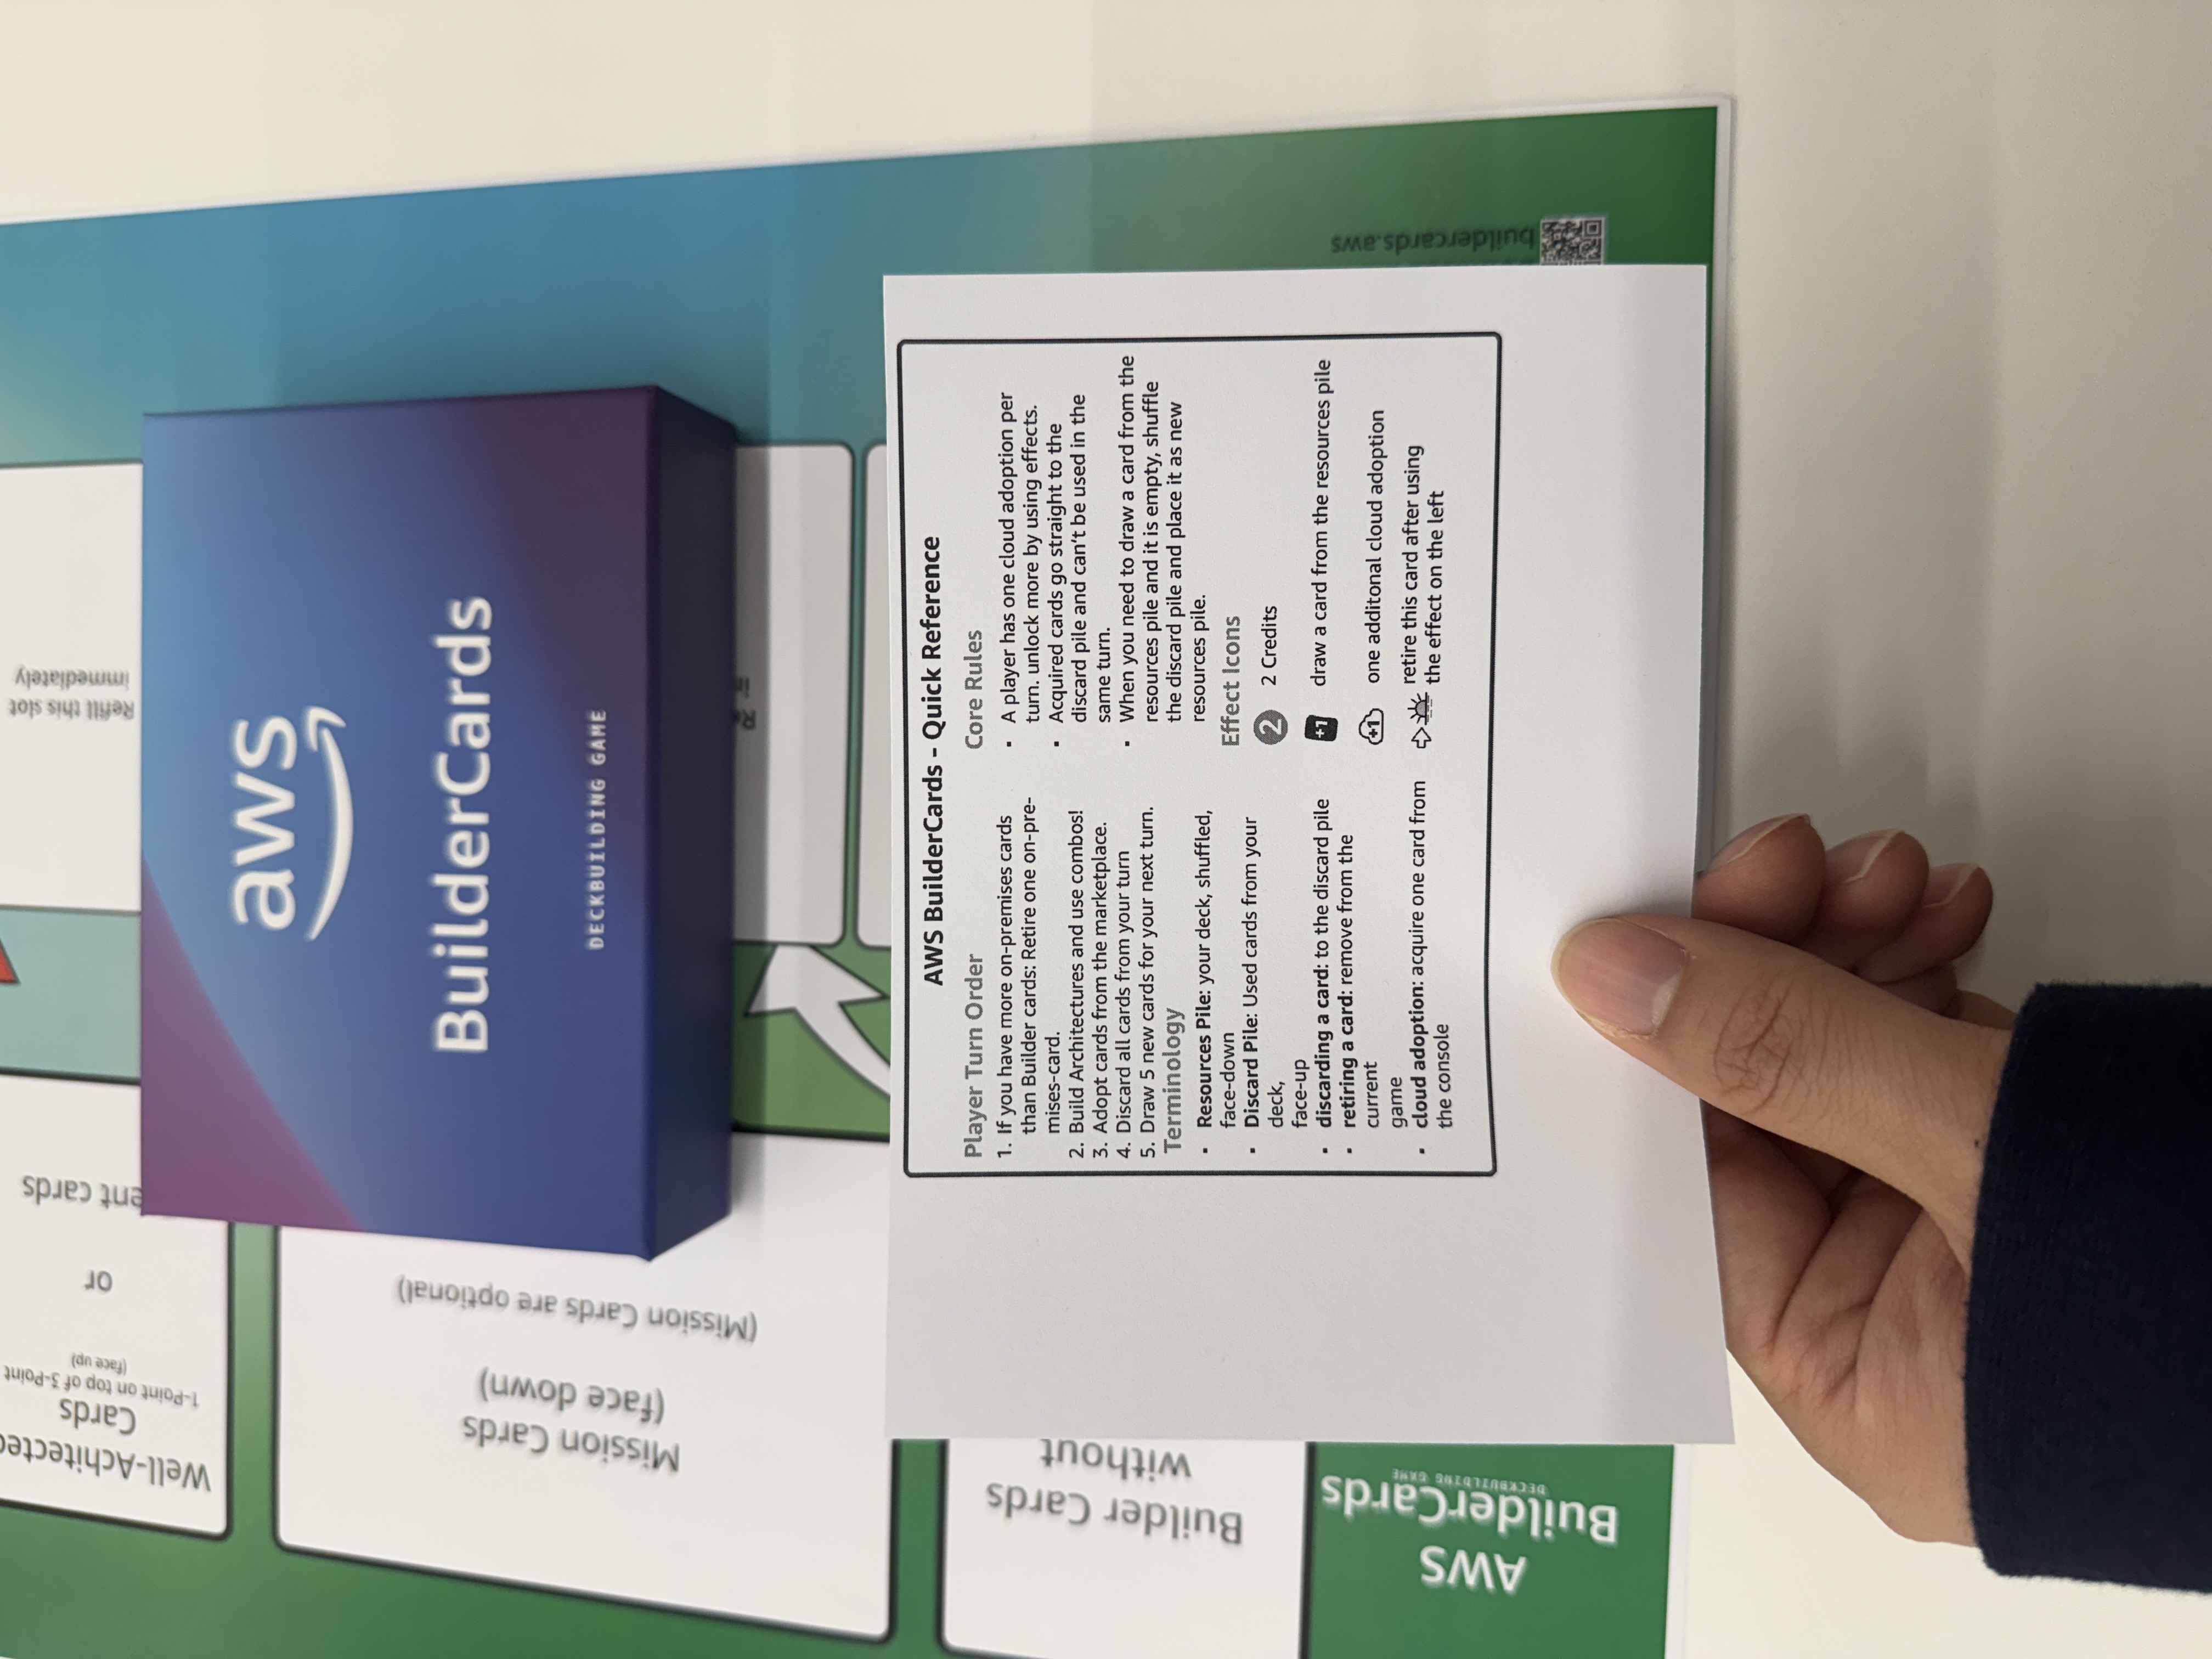 Well-Achitected
Cards
1-Point on top of 3-Point
(face up)
or
ent cards
Refill this slot
immediately
Mission Cards
(face down)
(Mission Cards are optional)
aws
BuilderCards
DECKBUILDING GAME
Builder Cards
without
AWS
BuilderCards
DECKBUILDING GAME
AWS BuilderCards - Quick Reference
Player Turn Order
1. If you have more on-premises cards
than Builder cards: Retire one on-pre-
mises-card.
2. Build Architectures and use combos!
3. Adopt cards from the marketplace.
4. Discard all cards from your turn
5. Draw 5 new cards for your next turn.
Terminology
▪ Resources Pile: your deck, shuffled,
face-down
▪ Discard Pile: Used cards from your
deck,
face-up
▪ discarding a card: to the discard pile
▪ retiring a card: remove from the
current
game
▪ cloud adoption: acquire one card from
the console
Core Rules
▪ A player has one cloud adoption per
turn. unlock more by using effects.
▪ Acquired cards go straight to the
discard pile and can't be used in the
same turn.
▪ When you need to draw a card from the
resources pile and it is empty, shuffle
the discard pile and place it as new
resources pile.
Effect Icons
2 2 Credits
+1 draw a card from the resources pile
+1 one additonal cloud adoption
retire this card after using
the effect on the left
buildercards.aws